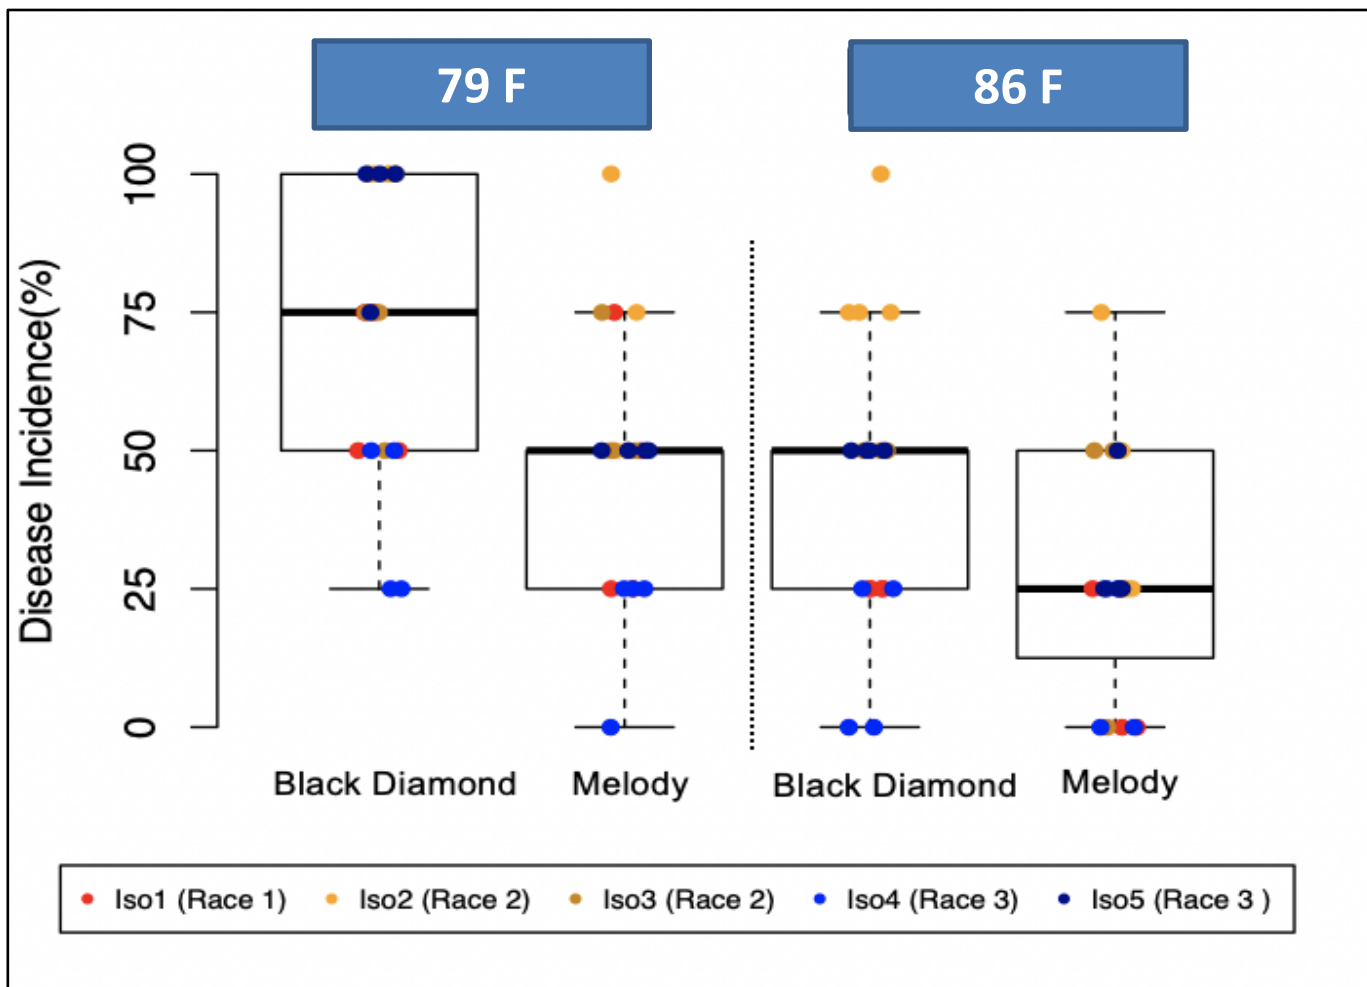 79 F
86 F
Disease Incidence(%)
100
75
50
25
0
Black Diamond
Melody
Black Diamond
Melody
Iso1 (Race 1)
Iso2 (Race 2)
Iso3 (Race 2)
Iso4 (Race 3)
Iso5 (Race 3 )